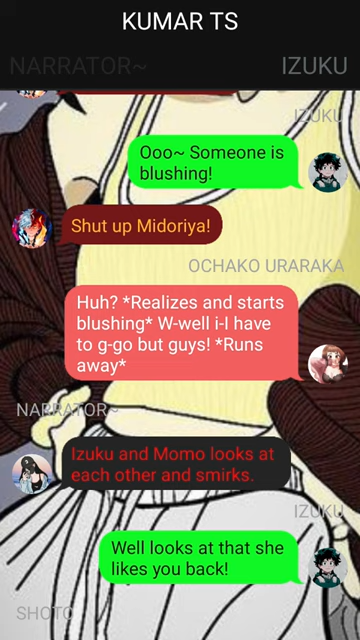 KUMAR TS
NARRATOR~
IZUKU
IZUKU
Ooo~ Someone is
blushing!
Shut up Midoriya!
OCHAKO URARAKA
Huh? *Realizes and starts
blushing* W-well i-I have
to g-go but guys! *Runs
away*
NARRATOR~
Izuku and Momo looks at
each other and smirks.
IZUKU
Well looks at that she
likes you back!
SHOTO